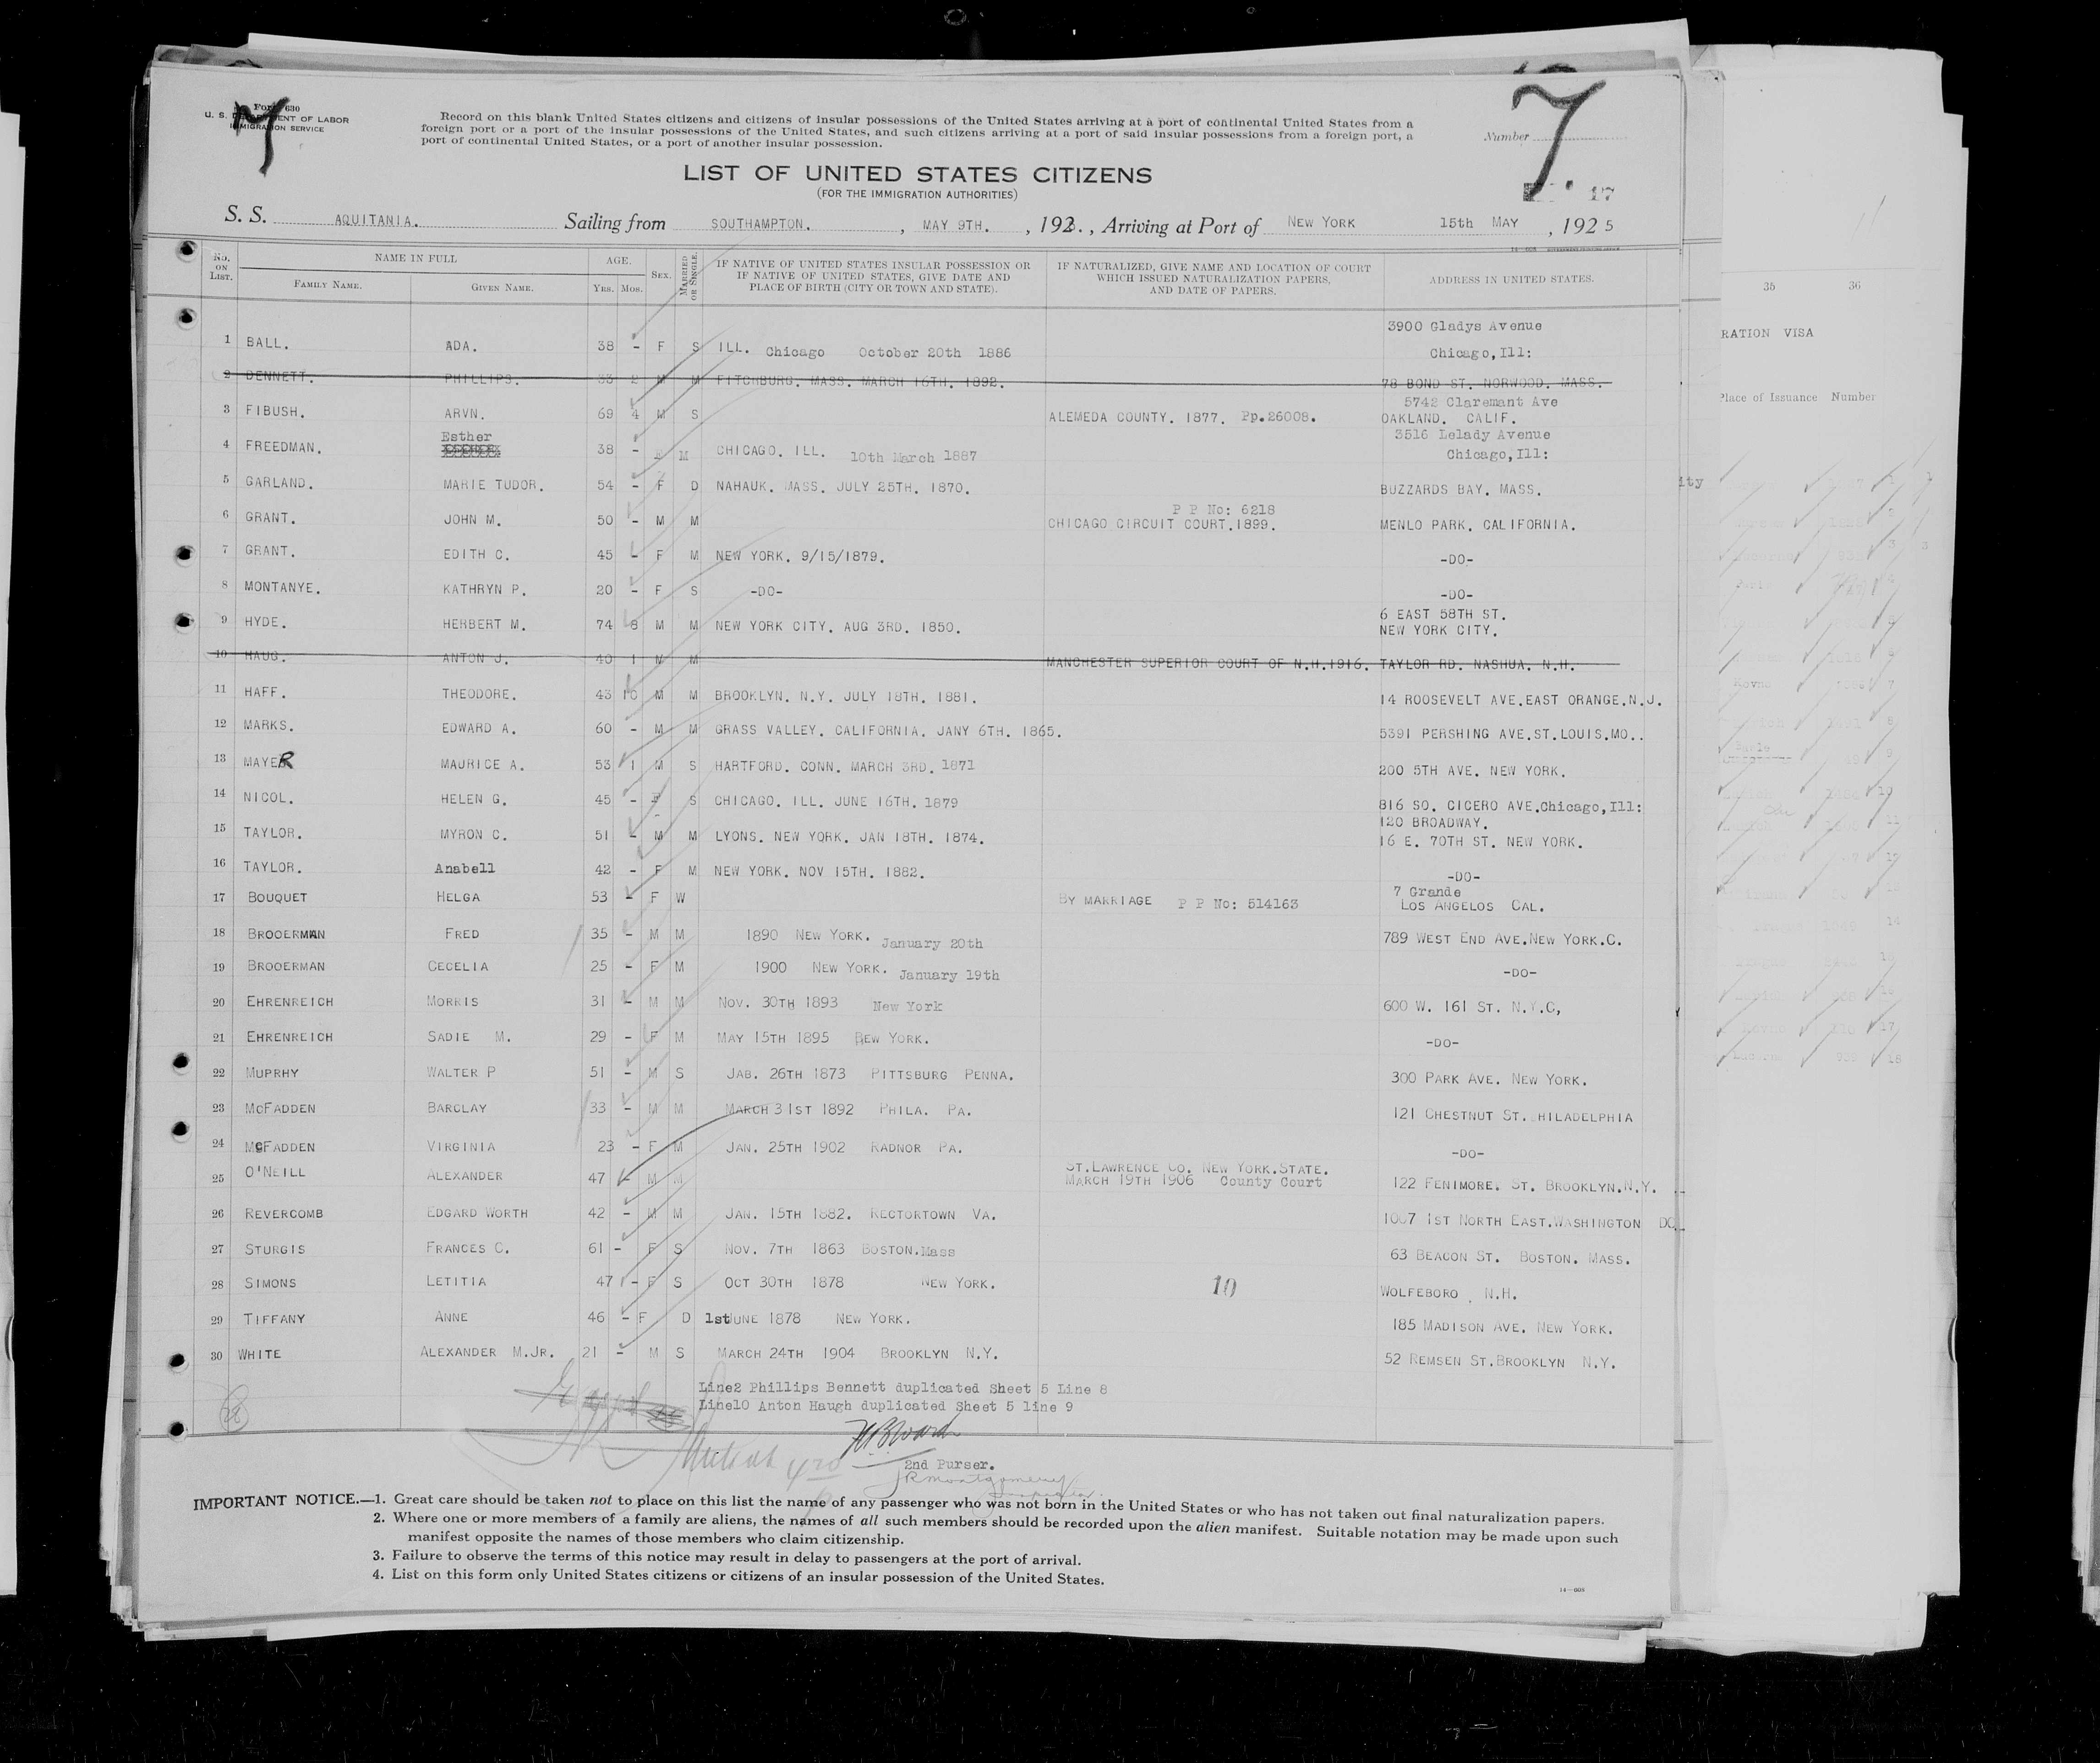 Form 630
U. S. DEPARTMENT OF LABOR
IMMIGRATION SERVICE
Record on this blank United States citizens and citizens of insular possessions of the United States arriving at a port of continental United States from a
foreign port or a port of the insular possessions of the United States, and such citizens arriving at a port of said insular possessions from a foreign port, a
port of continental United States, or a port of another insular possession.
Number 7
17
LIST OF UNITED STATES CITIZENS
(FOR THE IMMIGRATION AUTHORITIES)
S. S. AQUITANIA. Sailing from SOUTHAMPTON. , MAY 9TH. , 192 . , Arriving at Port of NEW YORK 15th MAY , 1925
No. ON LIST. NAME IN FULL FAMILY NAME. GIVEN NAME. AGE. YRS. MOS. SEX. MARRIED OR SINGLE. IF NATIVE OF UNITED STATES INSULAR POSSESSION OR IF NATIVE OF UNITED STATES, GIVE DATE AND PLACE OF BIRTH (CITY OR TOWN AND STATE). IF NATURALIZED, GIVE NAME AND LOCATION OF COURT WHICH ISSUED NATURALIZATION PAPERS, AND DATE OF PAPERS. ADDRESS IN UNITED STATES.
35 36
RATION VISA
Place of Issuance Number
3900 Gladys Avenue
1 BALL. ADA. 38 - F S ILL. Chicago October 20th 1886 Chicago,Ill:
2 BENNETT. PHILLIPS. 33 2 M M FITCHBURG. MASS. MARCH 16TH. 1892. 78 BOND ST. NORWOOD. MASS.
5742 Claremant Ave
3 FIBUSH. ARVN. 69 4 M S ALEMEDA COUNTY. 1877. Pp.26008. OAKLAND. CALIF.
Esther 3516 Lelady Avenue
4 FREEDMAN. 38 - F M CHICAGO. ILL. 10th March 1887 Chicago,Ill:
5 GARLAND. MARIE TUDOR. 54 - F D NAHAUK. MASS. JULY 25TH. 1870. BUZZARDS BAY. MASS.
P P No: 6218
6 GRANT. JOHN M. 50 - M M CHICAGO CIRCUIT COURT.1899. MENLO PARK. CALIFORNIA.
7 GRANT. EDITH C. 45 - F M NEW YORK. 9/15/1879. -DO-
8 MONTANYE. KATHRYN P. 20 - F S -DO- -DO-
6 EAST 58TH ST.
9 HYDE. HERBERT M. 74 8 M M NEW YORK CITY. AUG 3RD. 1850. NEW YORK CITY.
10 HAUG. ANTON J. 40 1 M M MANCHESTER SUPERIOR COURT OF N.H.1916. TAYLOR RD. NASHUA. N.H.
11 HAFF. THEODORE. 43 10 M M BROOKLYN. N.Y. JULY 18TH. 1881. 14 ROOSEVELT AVE.EAST ORANGE.N.J.
12 MARKS. EDWARD A. 60 - M M GRASS VALLEY. CALIFORNIA. JANY 6TH. 1865. 5391 PERSHING AVE.ST.LOUIS.MO..
13 MAYER MAURICE A. 53 1 M S HARTFORD. CONN. MARCH 3RD. 1871 200 5TH AVE. NEW YORK.
14 NICOL. HELEN G. 45 - F S CHICAGO. ILL. JUNE 16TH. 1879 816 SO. CICERO AVE.Chicago,Ill:
120 BROADWAY.
15 TAYLOR. MYRON C. 51 - M M LYONS. NEW YORK. JAN 18TH. 1874. 16 E. 70TH ST. NEW YORK.
16 TAYLOR. Anabell 42 - F M NEW YORK. NOV 15TH. 1882. -DO-
7 Grande
17 BOUQUET HELGA 53 - F W BY MARRIAGE P P No: 514163 LOS ANGELOS CAL.
18 BROOERMAN FRED 35 - M M 1890 NEW YORK. January 20th 789 WEST END AVE.NEW YORK.C.
19 BROOERMAN CECELIA 25 - F M 1900 NEW YORK. January 19th -DO-
20 EHRENREICH MORRIS 31 - M M NOV. 30TH 1893 New York 600 W. 161 ST. N.Y.C,
21 EHRENREICH SADIE M. 29 - F M MAY 15TH 1895 BEW YORK. -DO-
22 MUPRHY WALTER P 51 - M S JAB. 26TH 1873 PITTSBURG PENNA. 300 PARK AVE. NEW YORK.
23 MCFADDEN BARCLAY 33 - M M MARCH 31ST 1892 PHILA. PA. 121 CHESTNUT ST. HILADELPHIA
24 MCFADDEN VIRGINIA 23 - F M JAN. 25TH 1902 RADNOR PA. -DO-
ST.LAWRENCE CO. NEW YORK.STATE.
25 O'NEILL ALEXANDER 47 - M M MARCH 19TH 1906 County Court 122 FENIMORE. ST. BROOKLYN.N.Y.
26 REVERCOMB EDGARD WORTH 42 - M M JAN. 15TH 1882. RECTORTOWN VA. 1007 1ST NORTH EAST.WASHINGTON DC
27 STURGIS FRANCES C. 61 - F S NOV. 7TH 1863 BOSTON.Mass 63 BEACON ST. BOSTON. MASS.
28 SIMONS LETITIA 47 - F S OCT 30TH 1878 NEW YORK. 10 WOLFEBORO , N.H.
29 TIFFANY ANNE 46 - F D 1stJUNE 1878 NEW YORK. 185 MADISON AVE. NEW YORK.
30 WHITE ALEXANDER M.JR. 21 - M S MARCH 24TH 1904 BROOKLYN N.Y. 52 REMSEN ST.BROOKLYN N.Y.
Line2 Phillips Bennett duplicated Sheet 5 Line 8
Line10 Anton Haugh duplicated Sheet 5 line 9
2nd Purser.
JRMontgomery
Inspector.
IMPORTANT NOTICE.—1. Great care should be taken not to place on this list the name of any passenger who was not born in the United States or who has not taken out final naturalization papers.
2. Where one or more members of a family are aliens, the names of all such members should be recorded upon the alien manifest. Suitable notation may be made upon such
manifest opposite the names of those members who claim citizenship.
3. Failure to observe the terms of this notice may result in delay to passengers at the port of arrival.
4. List on this form only United States citizens or citizens of an insular possession of the United States.
14—608